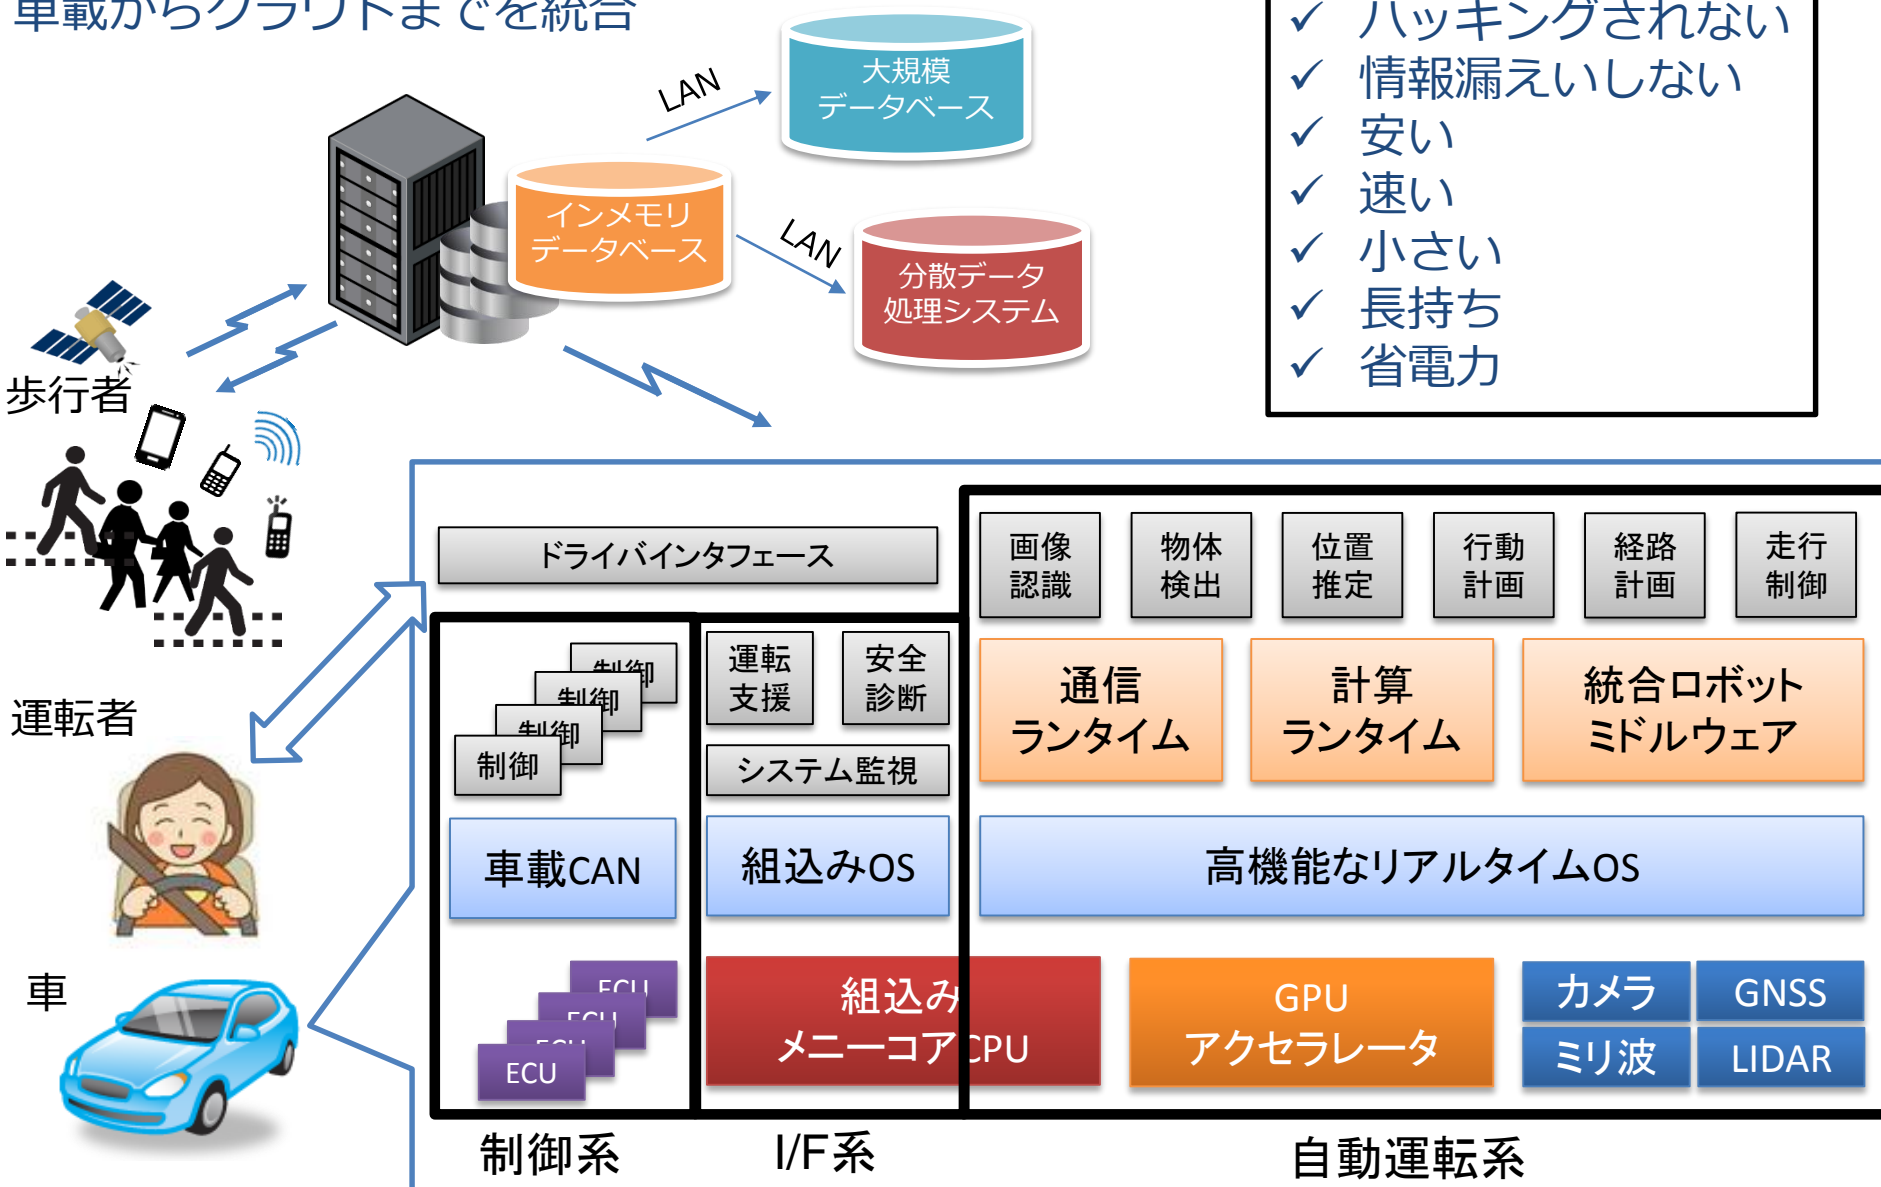 車載からクラウドまでを統合
ハッキングされない
情報漏えいしない
安い
速い
小さい
長持ち
省電力
大規模
データベース
LAN
インメモリ
データベース
LAN
分散データ
処理システム
歩行者
運転者
車
ドライバインタフェース
画像
認識
物体
検出
位置
推定
行動
計画
経路
計画
走行
制御
制御
制御
制御
制御
運転
支援
安全
診断
システム監視
通信
ランタイム
計算
ランタイム
統合ロボット
ミドルウェア
車載CAN
組込みOS
高機能なリアルタイムOS
ECU
ECU
ECU
ECU
組込み
メニーコアCPU
GPU
アクセラレータ
カメラ
GNSS
ミリ波
LIDAR
制御系
I/F系
自動運転系